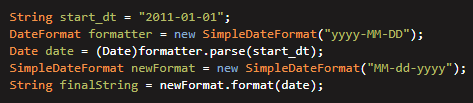 String start_dt = "2011-01-01";
DateFormat formatter = new SimpleDateFormat("yyyy-MM-DD");
Date date = (Date)formatter.parse(start_dt);
SimpleDateFormat newFormat = new SimpleDateFormat("MM-dd-yyyy");
String finalString = newFormat.format(date);